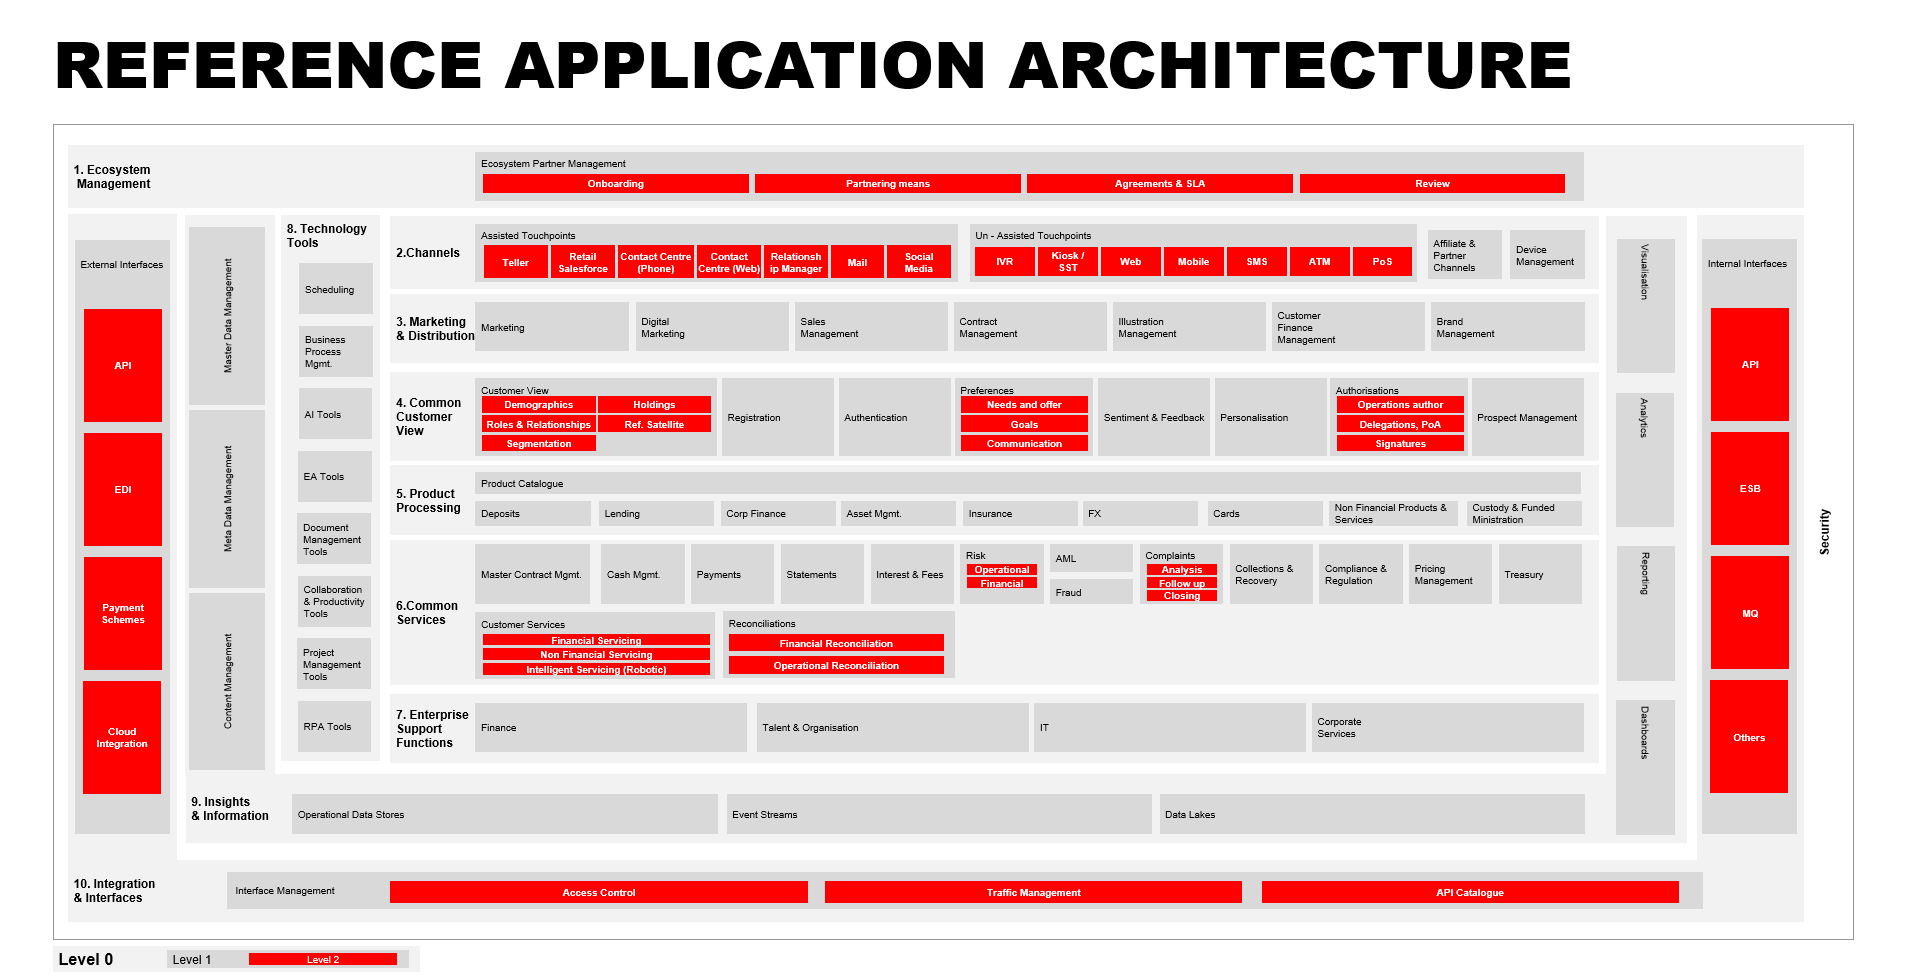 REFERENCE APPLICATION ARCHITECTURE
1. Ecosystem
Management
Ecosystem Partner Management
Onboarding
Partnering means
Agreements & SLA
Review
External Interfaces
API
EDI
Payment
Schemes
Cloud
Integration
Master Data Management
Meta Data Management
Content Management
8. Technology
Tools
Scheduling
Business
Process
Mgmt.
AI Tools
EA Tools
Document
Management
Tools
Collaboration
& Productivity
Tools
Project
Management
Tools
RPA Tools
2.Channels
Assisted Touchpoints
Teller
Retail
Salesforce
Contact Centre
(Phone)
Contact
Centre (Web)
Relationsh
ip Manager
Mail
Social
Media
Un - Assisted Touchpoints
IVR
Kiosk /
SST
Web
Mobile
SMS
ATM
PoS
Affiliate &
Partner
Channels
Device
Management
3. Marketing
& Distribution
Marketing
Digital
Marketing
Sales
Management
Contract
Management
Illustration
Management
Customer
Finance
Management
Brand
Management
4. Common
Customer
View
Customer View
Demographics
Holdings
Roles & Relationships
Ref. Satellite
Segmentation
Registration
Authentication
Preferences
Needs and offer
Goals
Communication
Sentiment & Feedback
Personalisation
Authorisations
Operations author
Delegations, PoA
Signatures
Prospect Management
5. Product
Processing
Product Catalogue
Deposits
Lending
Corp Finance
Asset Mgmt.
Insurance
FX
Cards
Non Financial Products &
Services
Custody & Funded
Ministration
6.Common
Services
Master Contract Mgmt.
Cash Mgmt.
Payments
Statements
Interest & Fees
Risk
Operational
Financial
AML
Fraud
Complaints
Analysis
Follow up
Closing
Collections &
Recovery
Compliance &
Regulation
Pricing
Management
Treasury
Customer Services
Financial Servicing
Non Financial Servicing
Intelligent Servicing (Robotic)
Reconciliations
Financial Reconciliation
Operational Reconciliation
7. Enterprise
Support
Functions
Finance
Talent & Organisation
IT
Corporate
Services
Visualisation
Analytics
Reporting
Dashboards
Internal Interfaces
API
ESB
MQ
Others
Security
9. Insights
& Information
Operational Data Stores
Event Streams
Data Lakes
10. Integration
& Interfaces
Interface Management
Access Control
Traffic Management
API Catalogue
Level 0
Level 1
Level 2